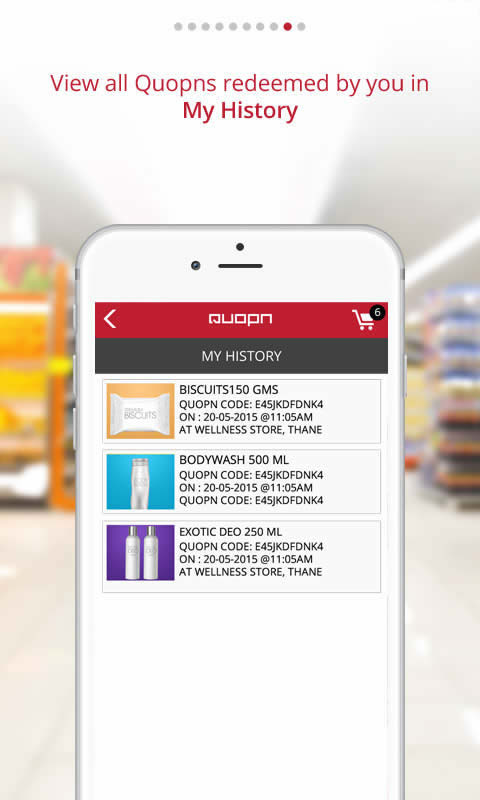 View all Quopns redeemed by you in
My History
QUOPN
6
MY HISTORY
BISCUITS150 GMS
QUOPN CODE: E45JKDFDNK4
ON : 20-05-2015 @11:05AM
AT WELLNESS STORE, THANE
BISCUITS
BODYWASH 500 ML
QUOPN CODE: E45JKDFDNK4
ON : 20-05-2015 @11:05AM
QUOPN CODE: E45JKDFDNK4
EXOTIC DEO 250 ML
QUOPN CODE: E45JKDFDNK4
ON : 20-05-2015 @11:05AM
AT WELLNESS STORE, THANE